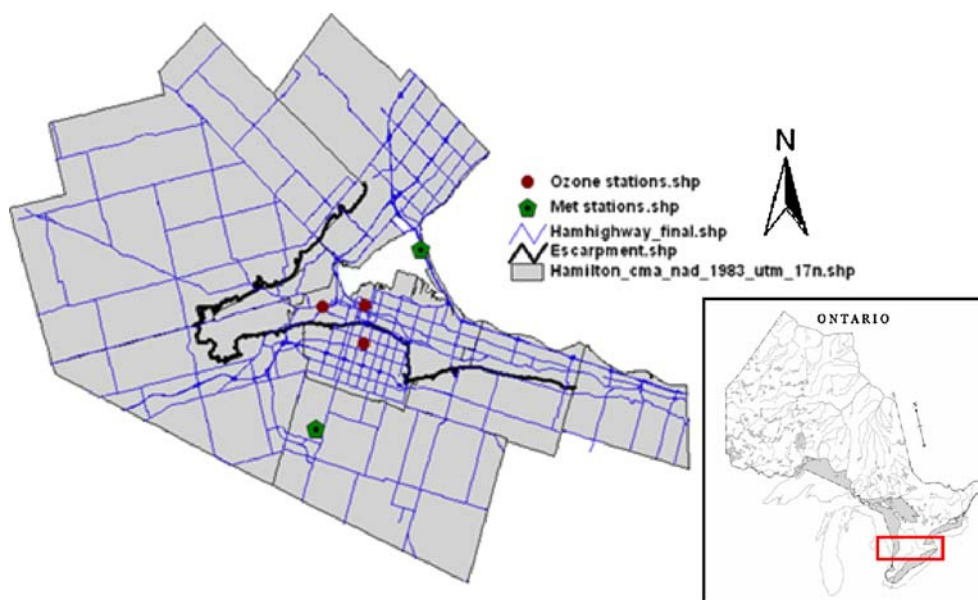 N
Ozone stations.shp
Met stations.shp
Hamhighway_final.shp
Escarpment.shp
Hamilton_cma_nad_1983_utm_17n.shp
ONTARIO